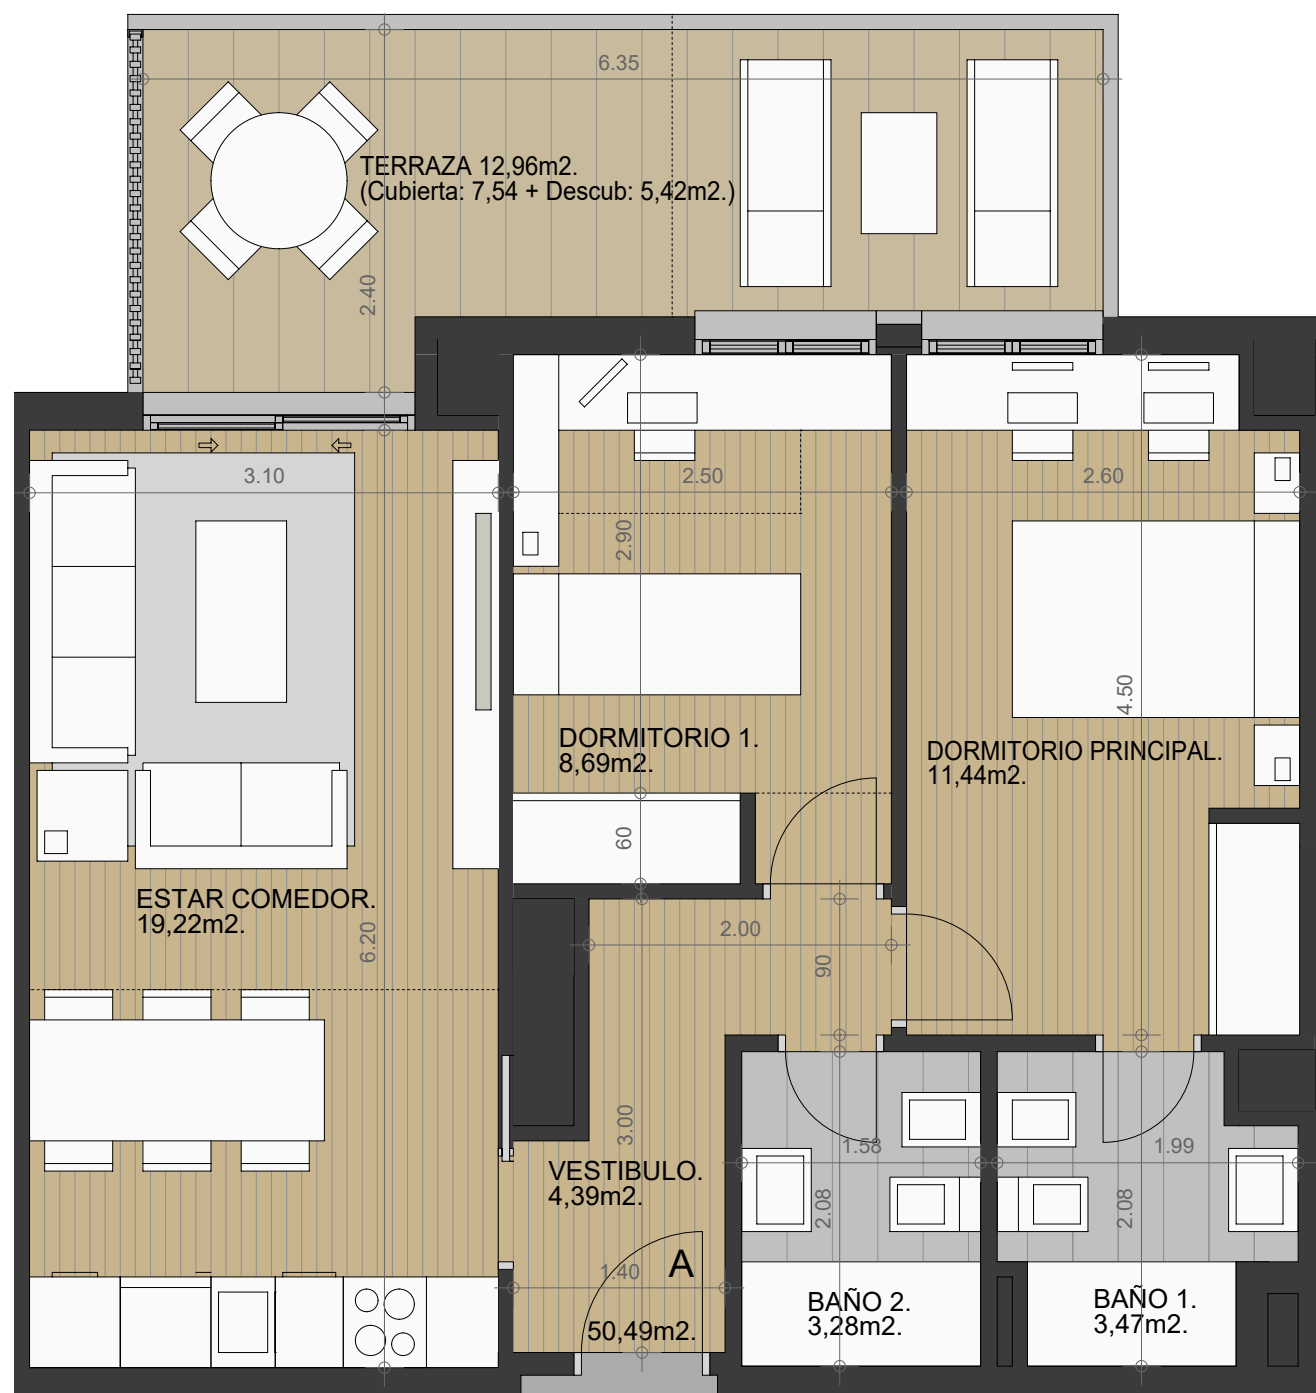 6.35
TERRAZA 12,96m2.
(Cubierta: 7,54 + Descub: 5,42m2.)
2.40
3.10
2.50
2.60
2.90
4.50
DORMITORIO 1.
8,69m2.
DORMITORIO PRINCIPAL.
11,44m2.
60
ESTAR COMEDOR.
19,22m2.
6.20
2.00
90
3.00
VESTIBULO.
4,39m2.
1.58
1.99
2.08
2.08
A
1.40
50,49m2.
BAÑO 2.
3,28m2.
BAÑO 1.
3,47m2.